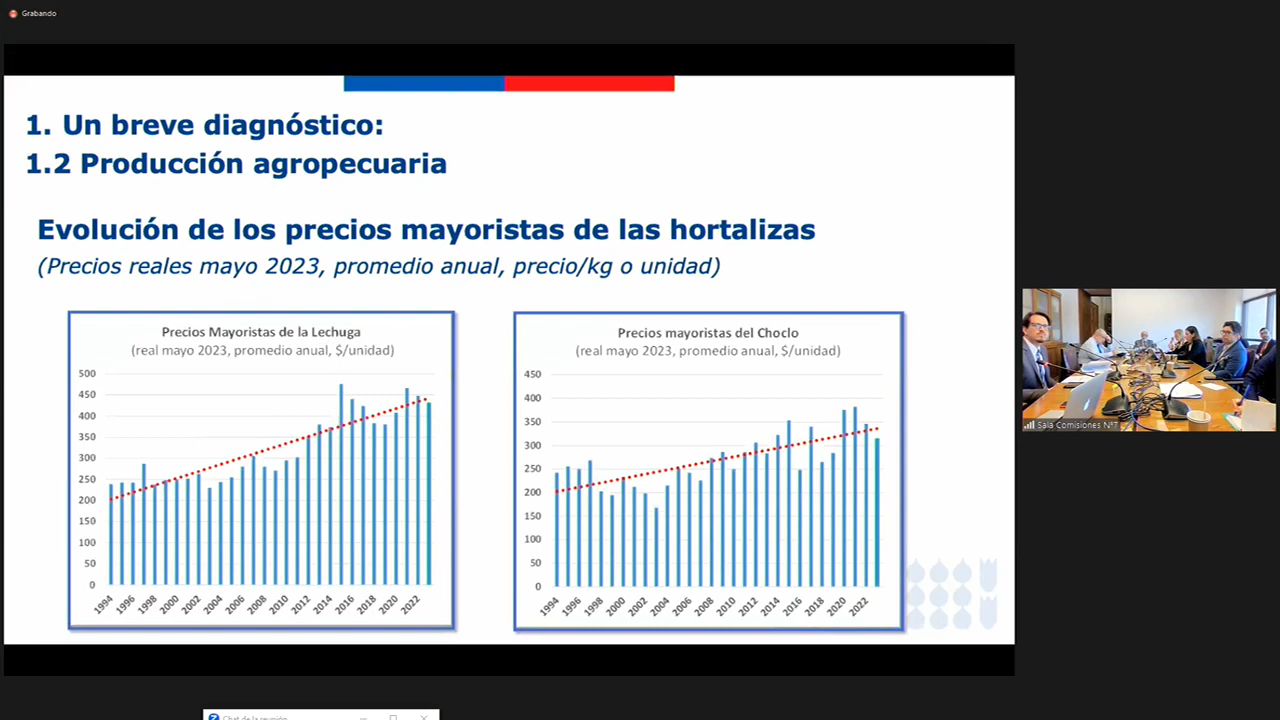 Grabando
1. Un breve diagnóstico:
1.2 Producción agropecuaria
Evolución de los precios mayoristas de las hortalizas
(Precios reales mayo 2023, promedio anual, precio/kg o unidad)
Precios Mayoristas de la Lechuga
(real mayo 2023, promedio anual, $/unidad)
500
450
400
350
300
250
200
150
100
50
0
1994 1996 1998 2000 2002 2004 2006 2008 2010 2012 2014 2016 2018 2020 2022
Precios mayoristas del Choclo
(real mayo 2023, promedio anual, $/unidad)
450
400
350
300
250
200
150
100
50
0
1994 1996 1998 2000 2002 2004 2006 2008 2010 2012 2014 2016 2018 2020 2022
Sala Comisiones N°7
Chat de la reunión